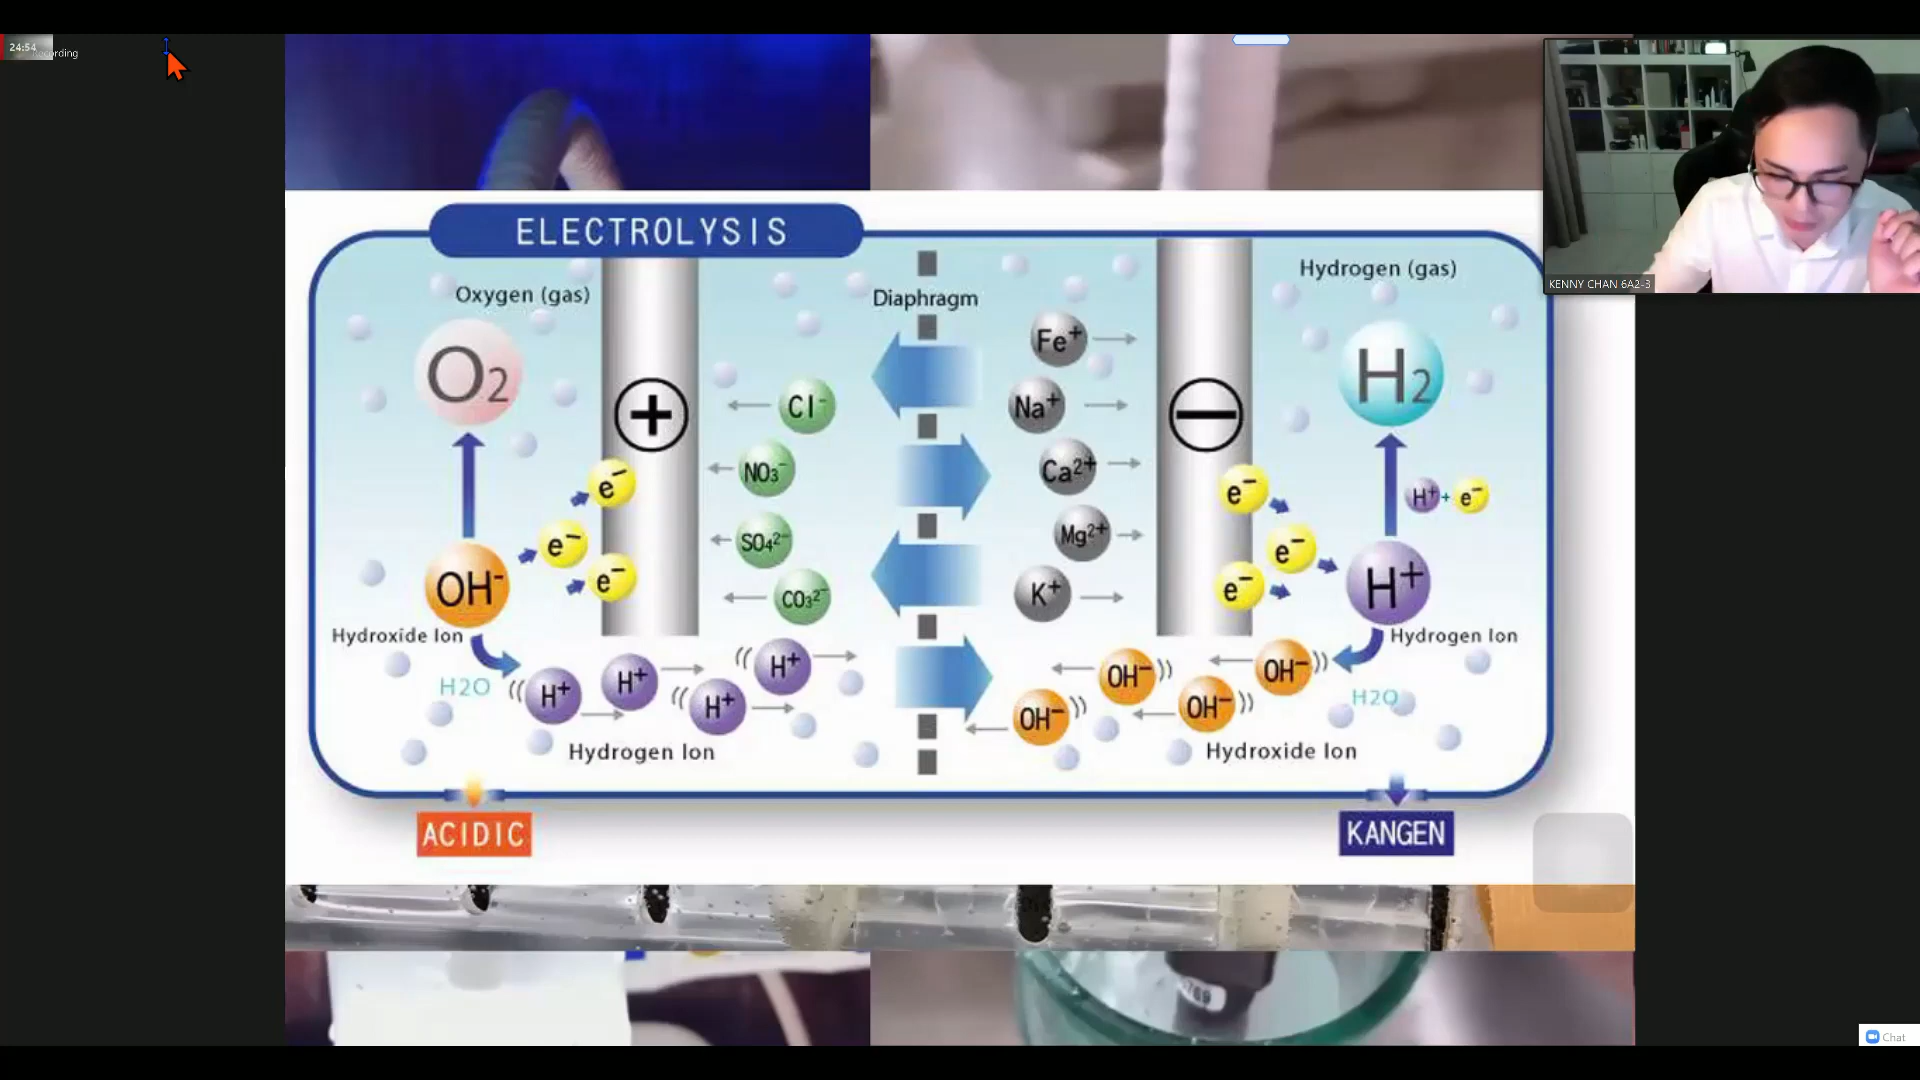 24:54
Recording
KENNY CHAN 6A2-3
ELECTROLYSIS
Oxygen (gas)
Diaphragm
Hydrogen (gas)
O2
+
Cl-
NO3-
SO42-
CO32-
Fe+
Na+
Ca2+
Mg2+
K+
−
H2
e-
e-
e-
e-
e-
e-
H+ + e-
OH-
Hydroxide Ion
H2O
H+
H+
H+
H+
Hydrogen Ion
OH-
OH-
OH-
OH-
Hydroxide Ion
H+
Hydrogen Ion
H2O
ACIDIC
KANGEN
Chat